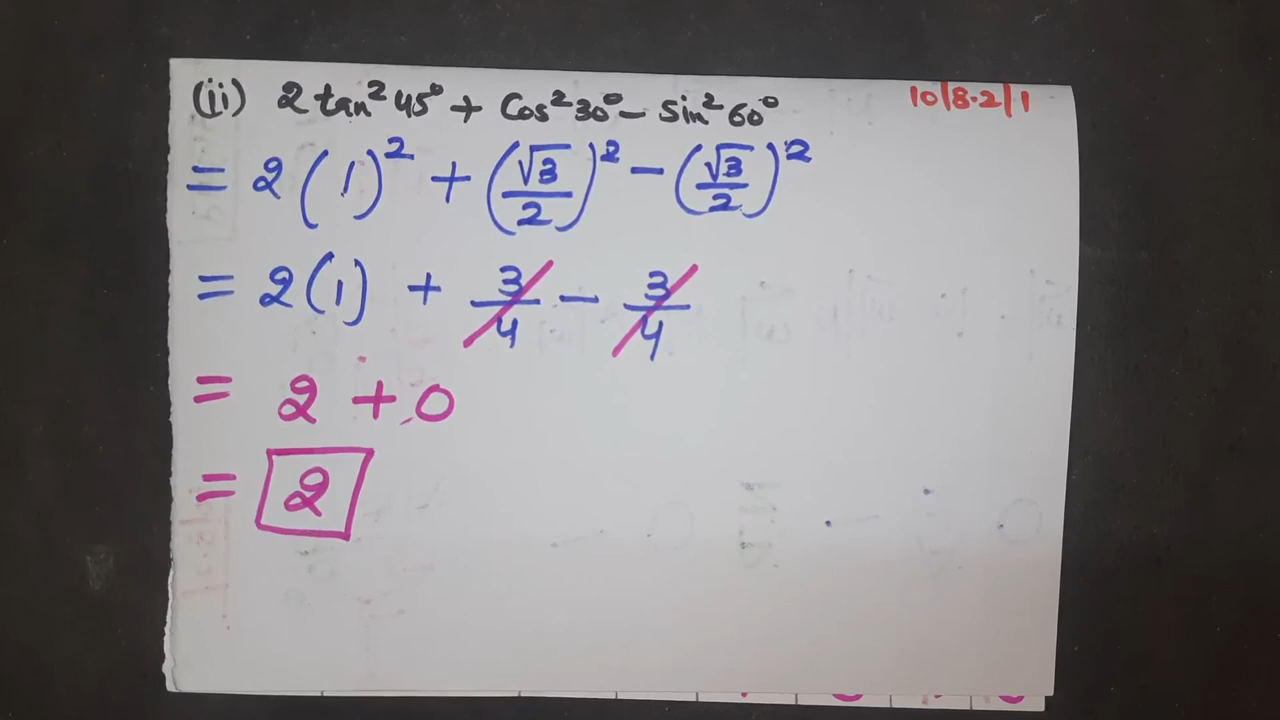 (ii) 2 tan² 45° + Cos² 30° – Sin² 60° 10|8.2|1
= 2 (1)² + (√3/2)² – (√3/2)²
= 2(1) + 3/4 – 3/4
= 2 + 0
= 2